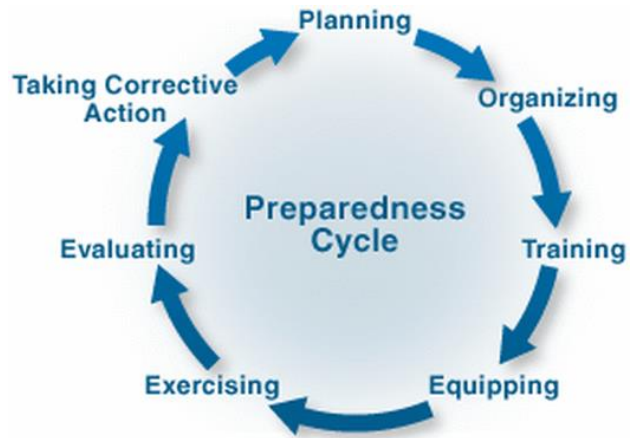 Planning
Organizing
Training
Equipping
Exercising
Evaluating
Taking Corrective
Action
Preparedness
Cycle